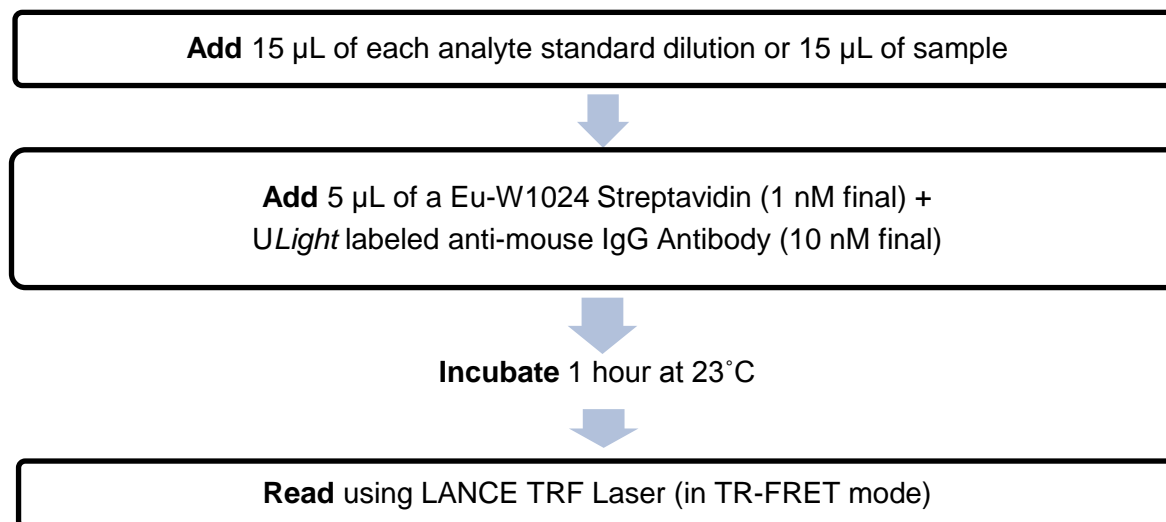 Add 15 µL of each analyte standard dilution or 15 µL of sample
Add 5 µL of a Eu-W1024 Streptavidin (1 nM final) +
ULight labeled anti-mouse IgG Antibody (10 nM final)
Incubate 1 hour at 23˚C
Read using LANCE TRF Laser (in TR-FRET mode)